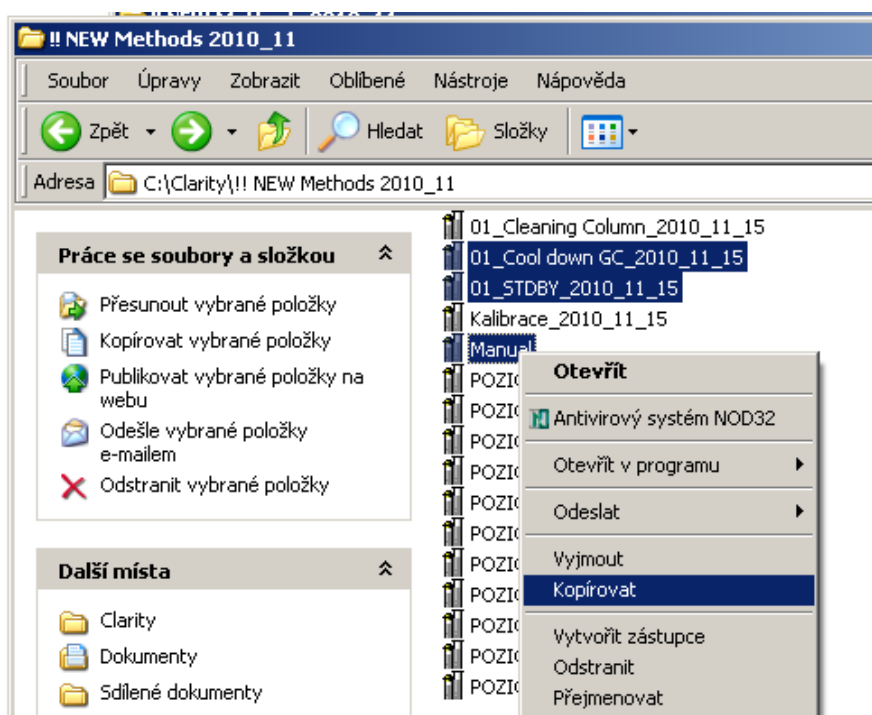 !! NEW Methods 2010_11
Soubor Úpravy Zobrazit Oblíbené Nástroje Nápověda
Zpět Hledat Složky
Adresa C:\Clarity\!! NEW Methods 2010_11
Práce se soubory a složkou
Přesunout vybrané položky
Kopírovat vybrané položky
Publikovat vybrané položky na
webu
Odešle vybrané položky
e-mailem
Odstranit vybrané položky
Další místa
Clarity
Dokumenty
Sdílené dokumenty
01_Cleaning Column_2010_11_15
01_Cool down GC_2010_11_15
01_STDBY_2010_11_15
Kalibrace_2010_11_15
Manual
Otevřít
Antivirový systém NOD32
Otevřít v programu
Odeslat
Vyjmout
Kopírovat
Vytvořit zástupce
Odstranit
Přejmenovat